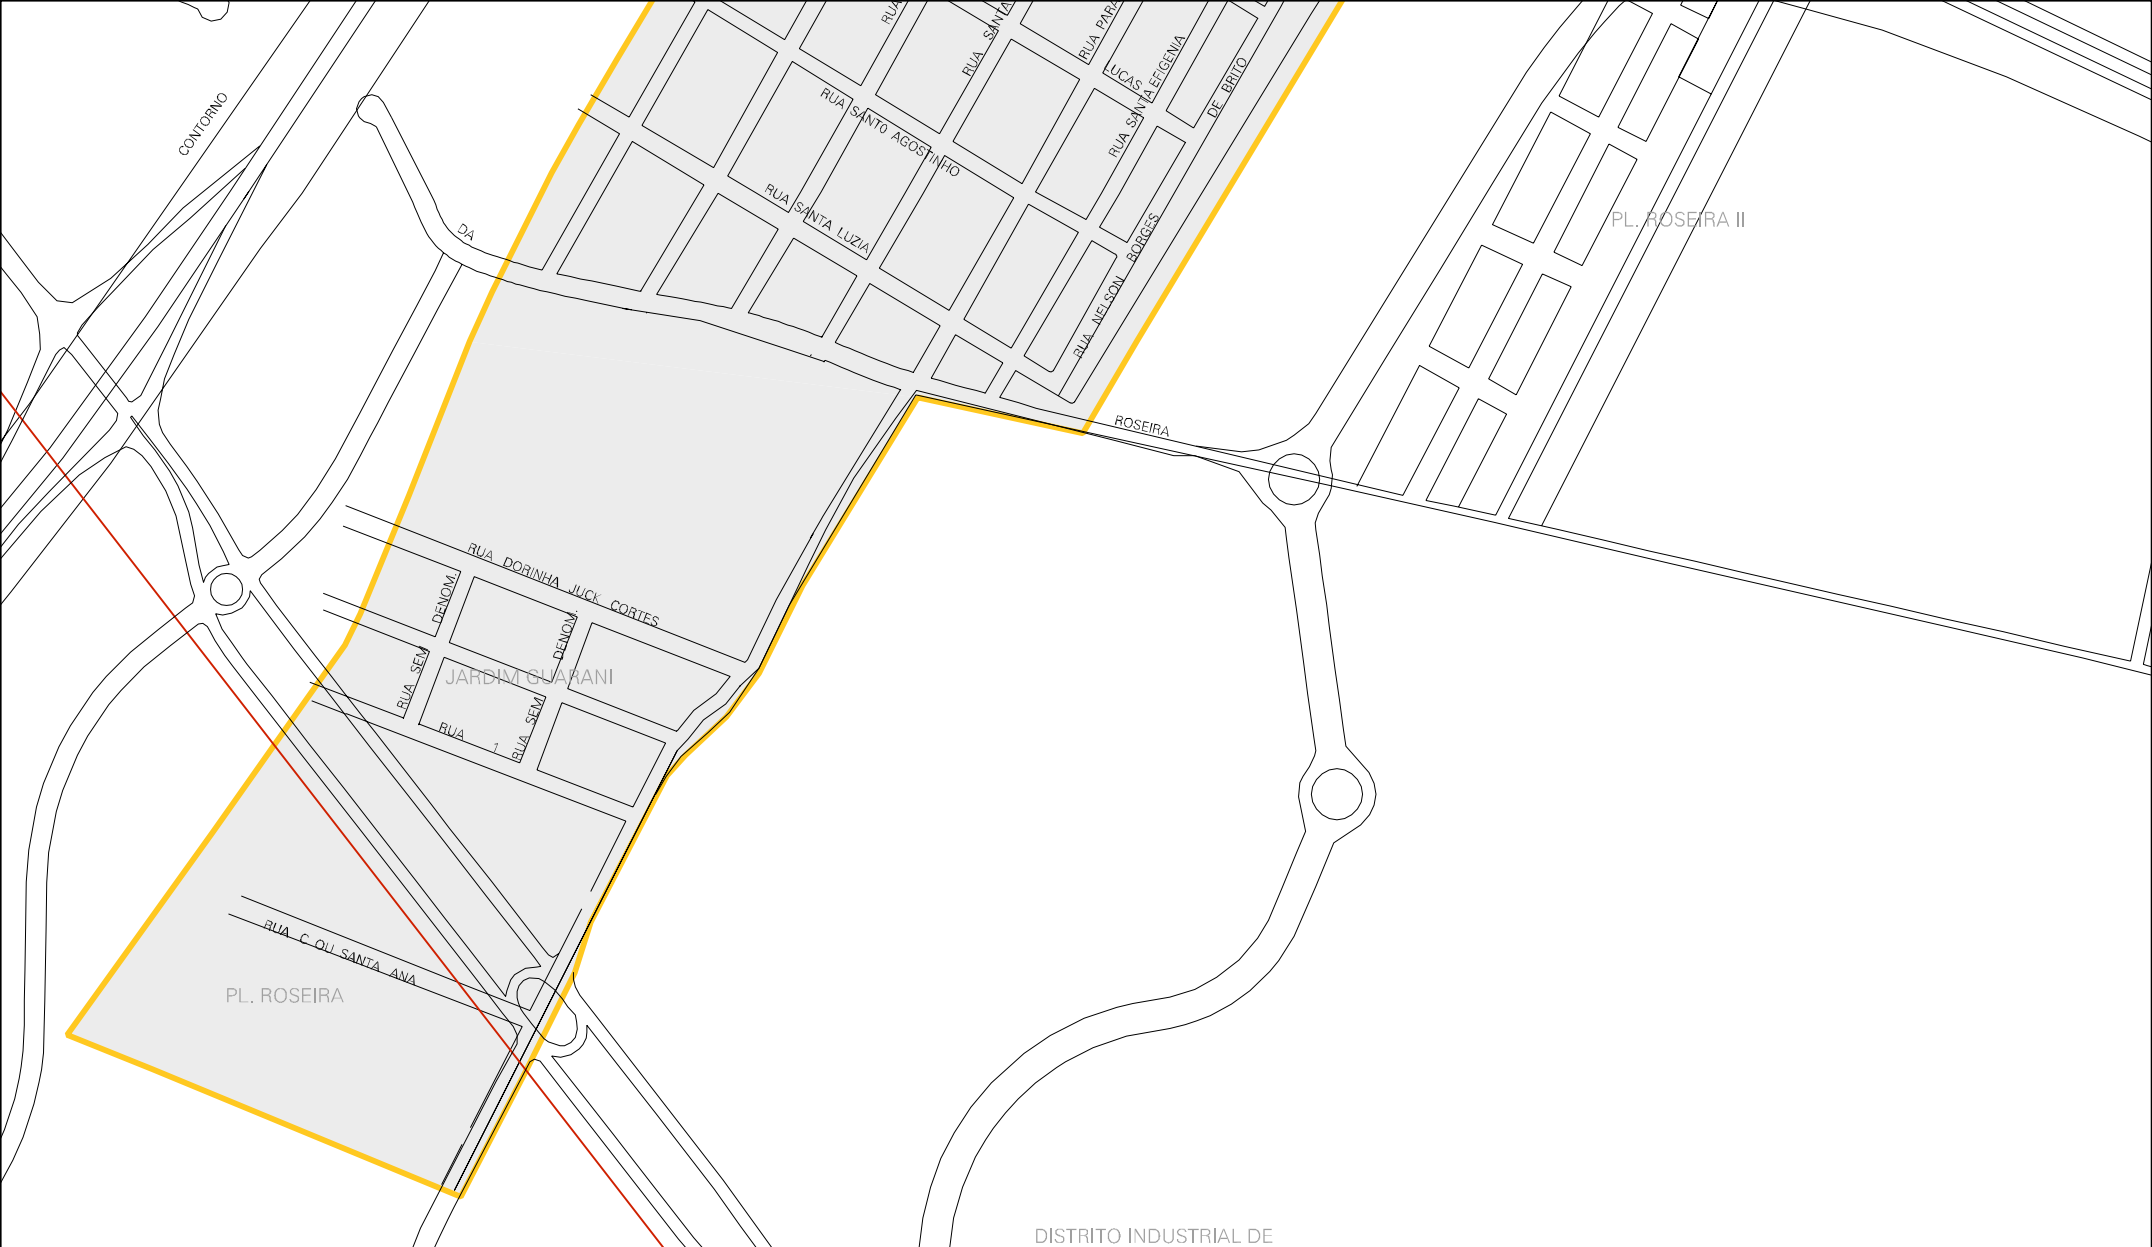 RUA
RUA SANTA
RUA PARA
LUCAS
RUA SANTA EFIGENIA
DE BRITO
CONTORNO
RUA SANTO AGOSTINHO
RUA SANTA LUZIA
DA
RUA NELSON BORGES
PL. ROSEIRA II
ROSEIRA
RUA DORINHA JUCK CORTES
RUA SEM DENOM.
RUA SEM DENOM.
JARDIM GUARANI
RUA 1
RUA C OU SANTA ANA
PL. ROSEIRA
DISTRITO INDUSTRIAL DE